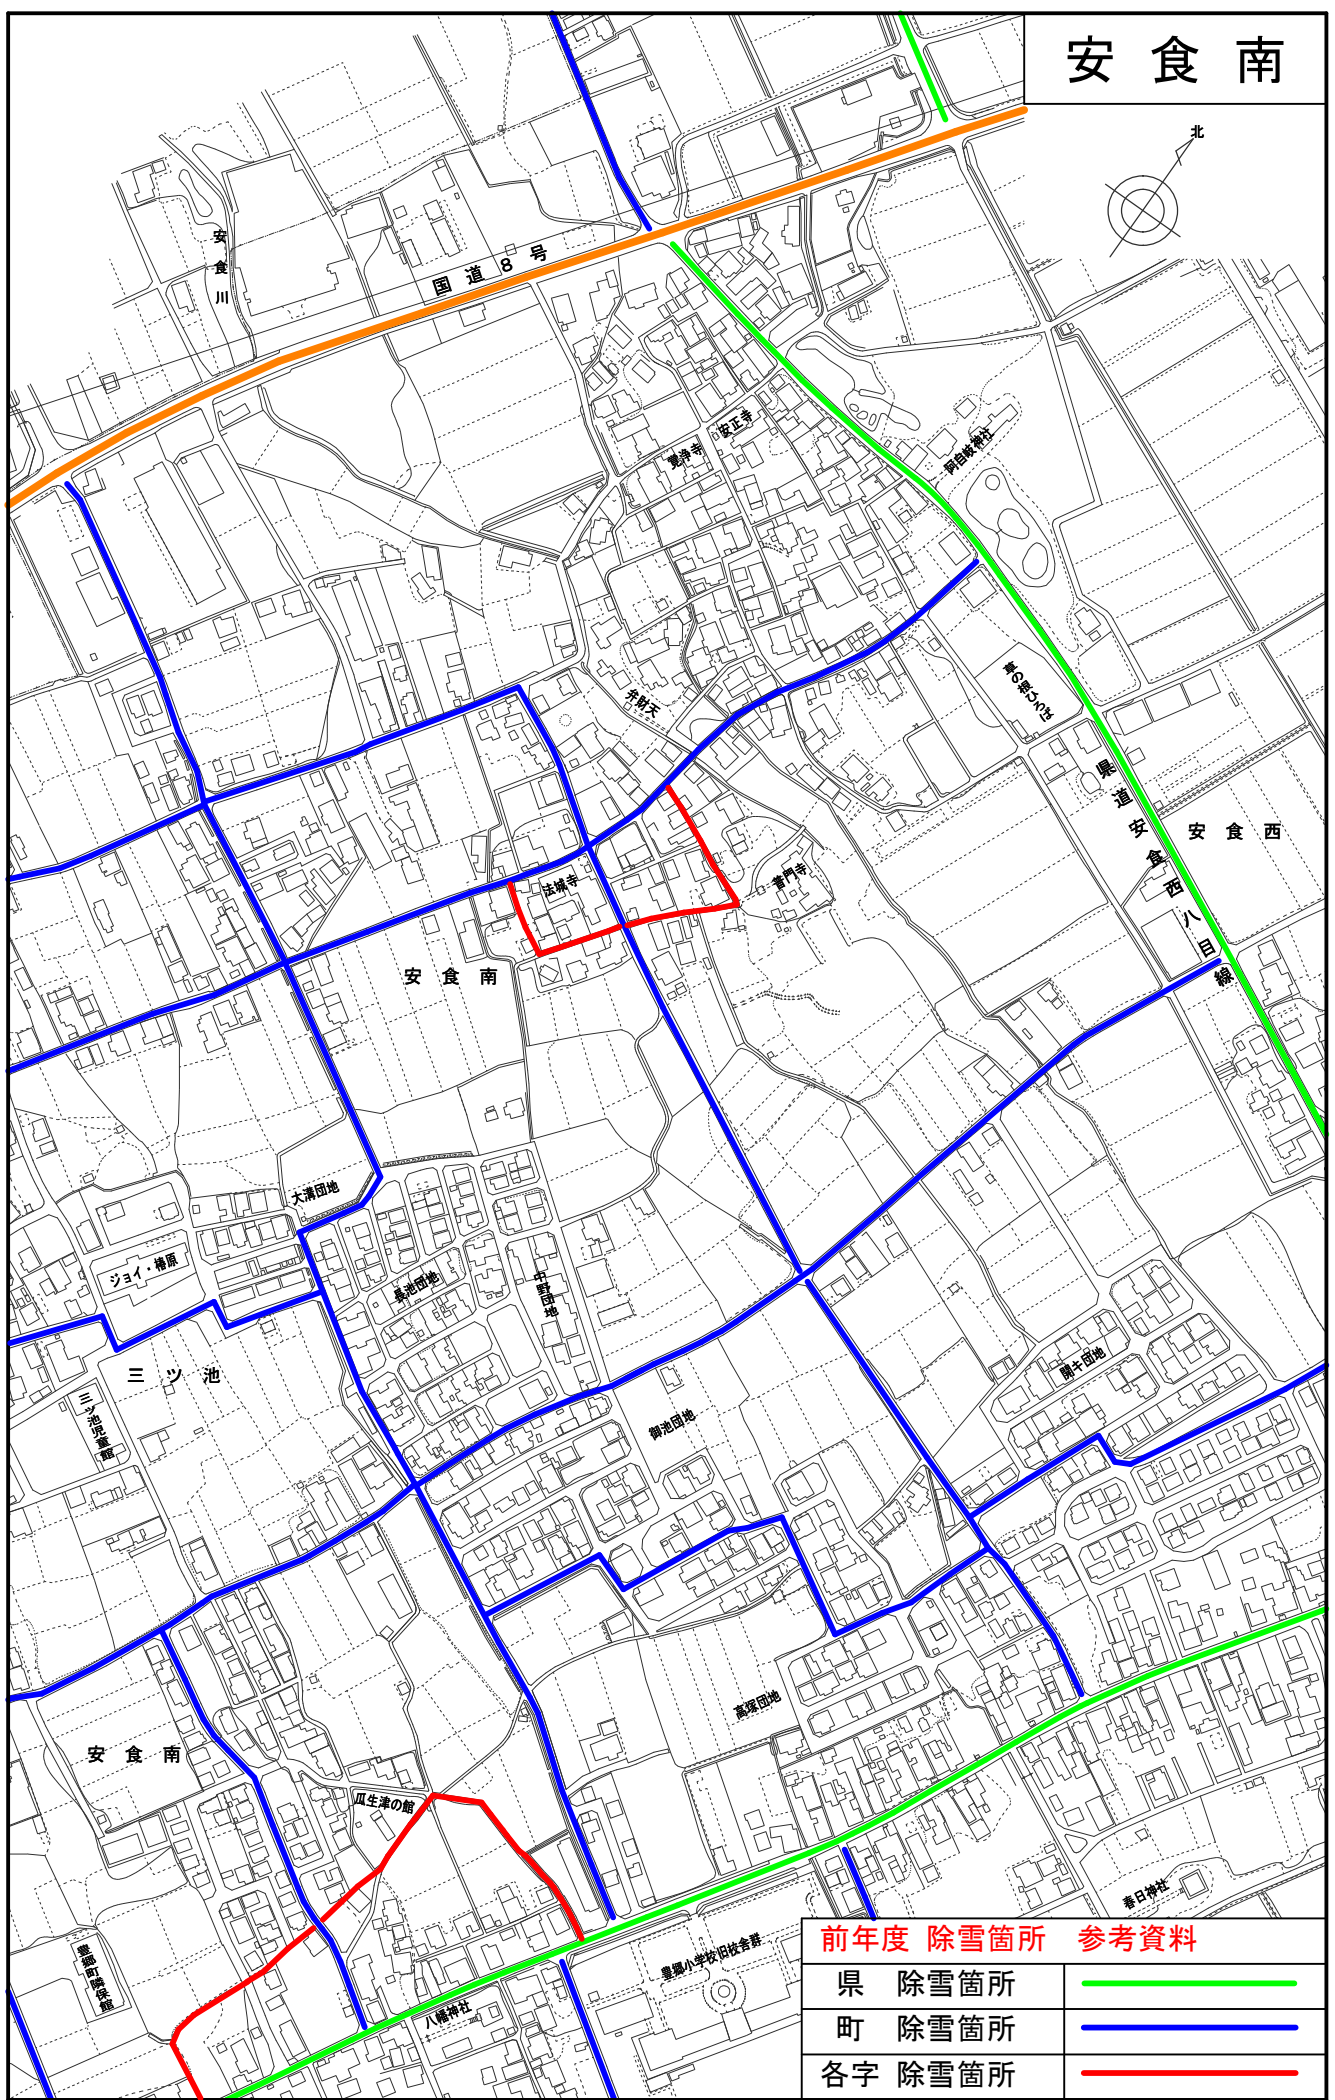 安食南
北
安食川
国道8号
安正寺
覚浄寺
阿自岐神社
草の根ひろば
弁財天
県道安食西八目線
安食西
普門寺
法城寺
安食南
大溝団地
ジョイ・椿原
長池団地
中野団地
三ツ池
三ツ池児童館
開キ団地
御池団地
高塚団地
安食南
瓜生津の館
春日神社
豊郷町隣保館
豊郷小学校旧校舎群
八幡神社
前年度 除雪箇所 参考資料
県 除雪箇所
町 除雪箇所
各字 除雪箇所